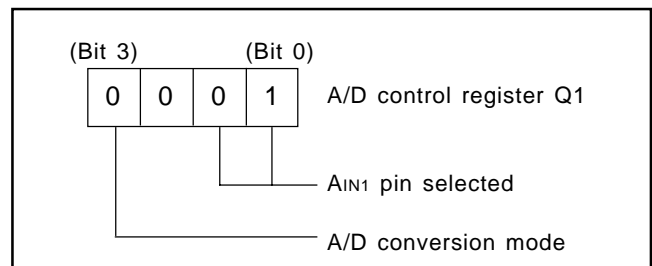 (Bit 3) (Bit 0)
0 0 0 1 A/D control register Q1
AIN1 pin selected
A/D conversion mode